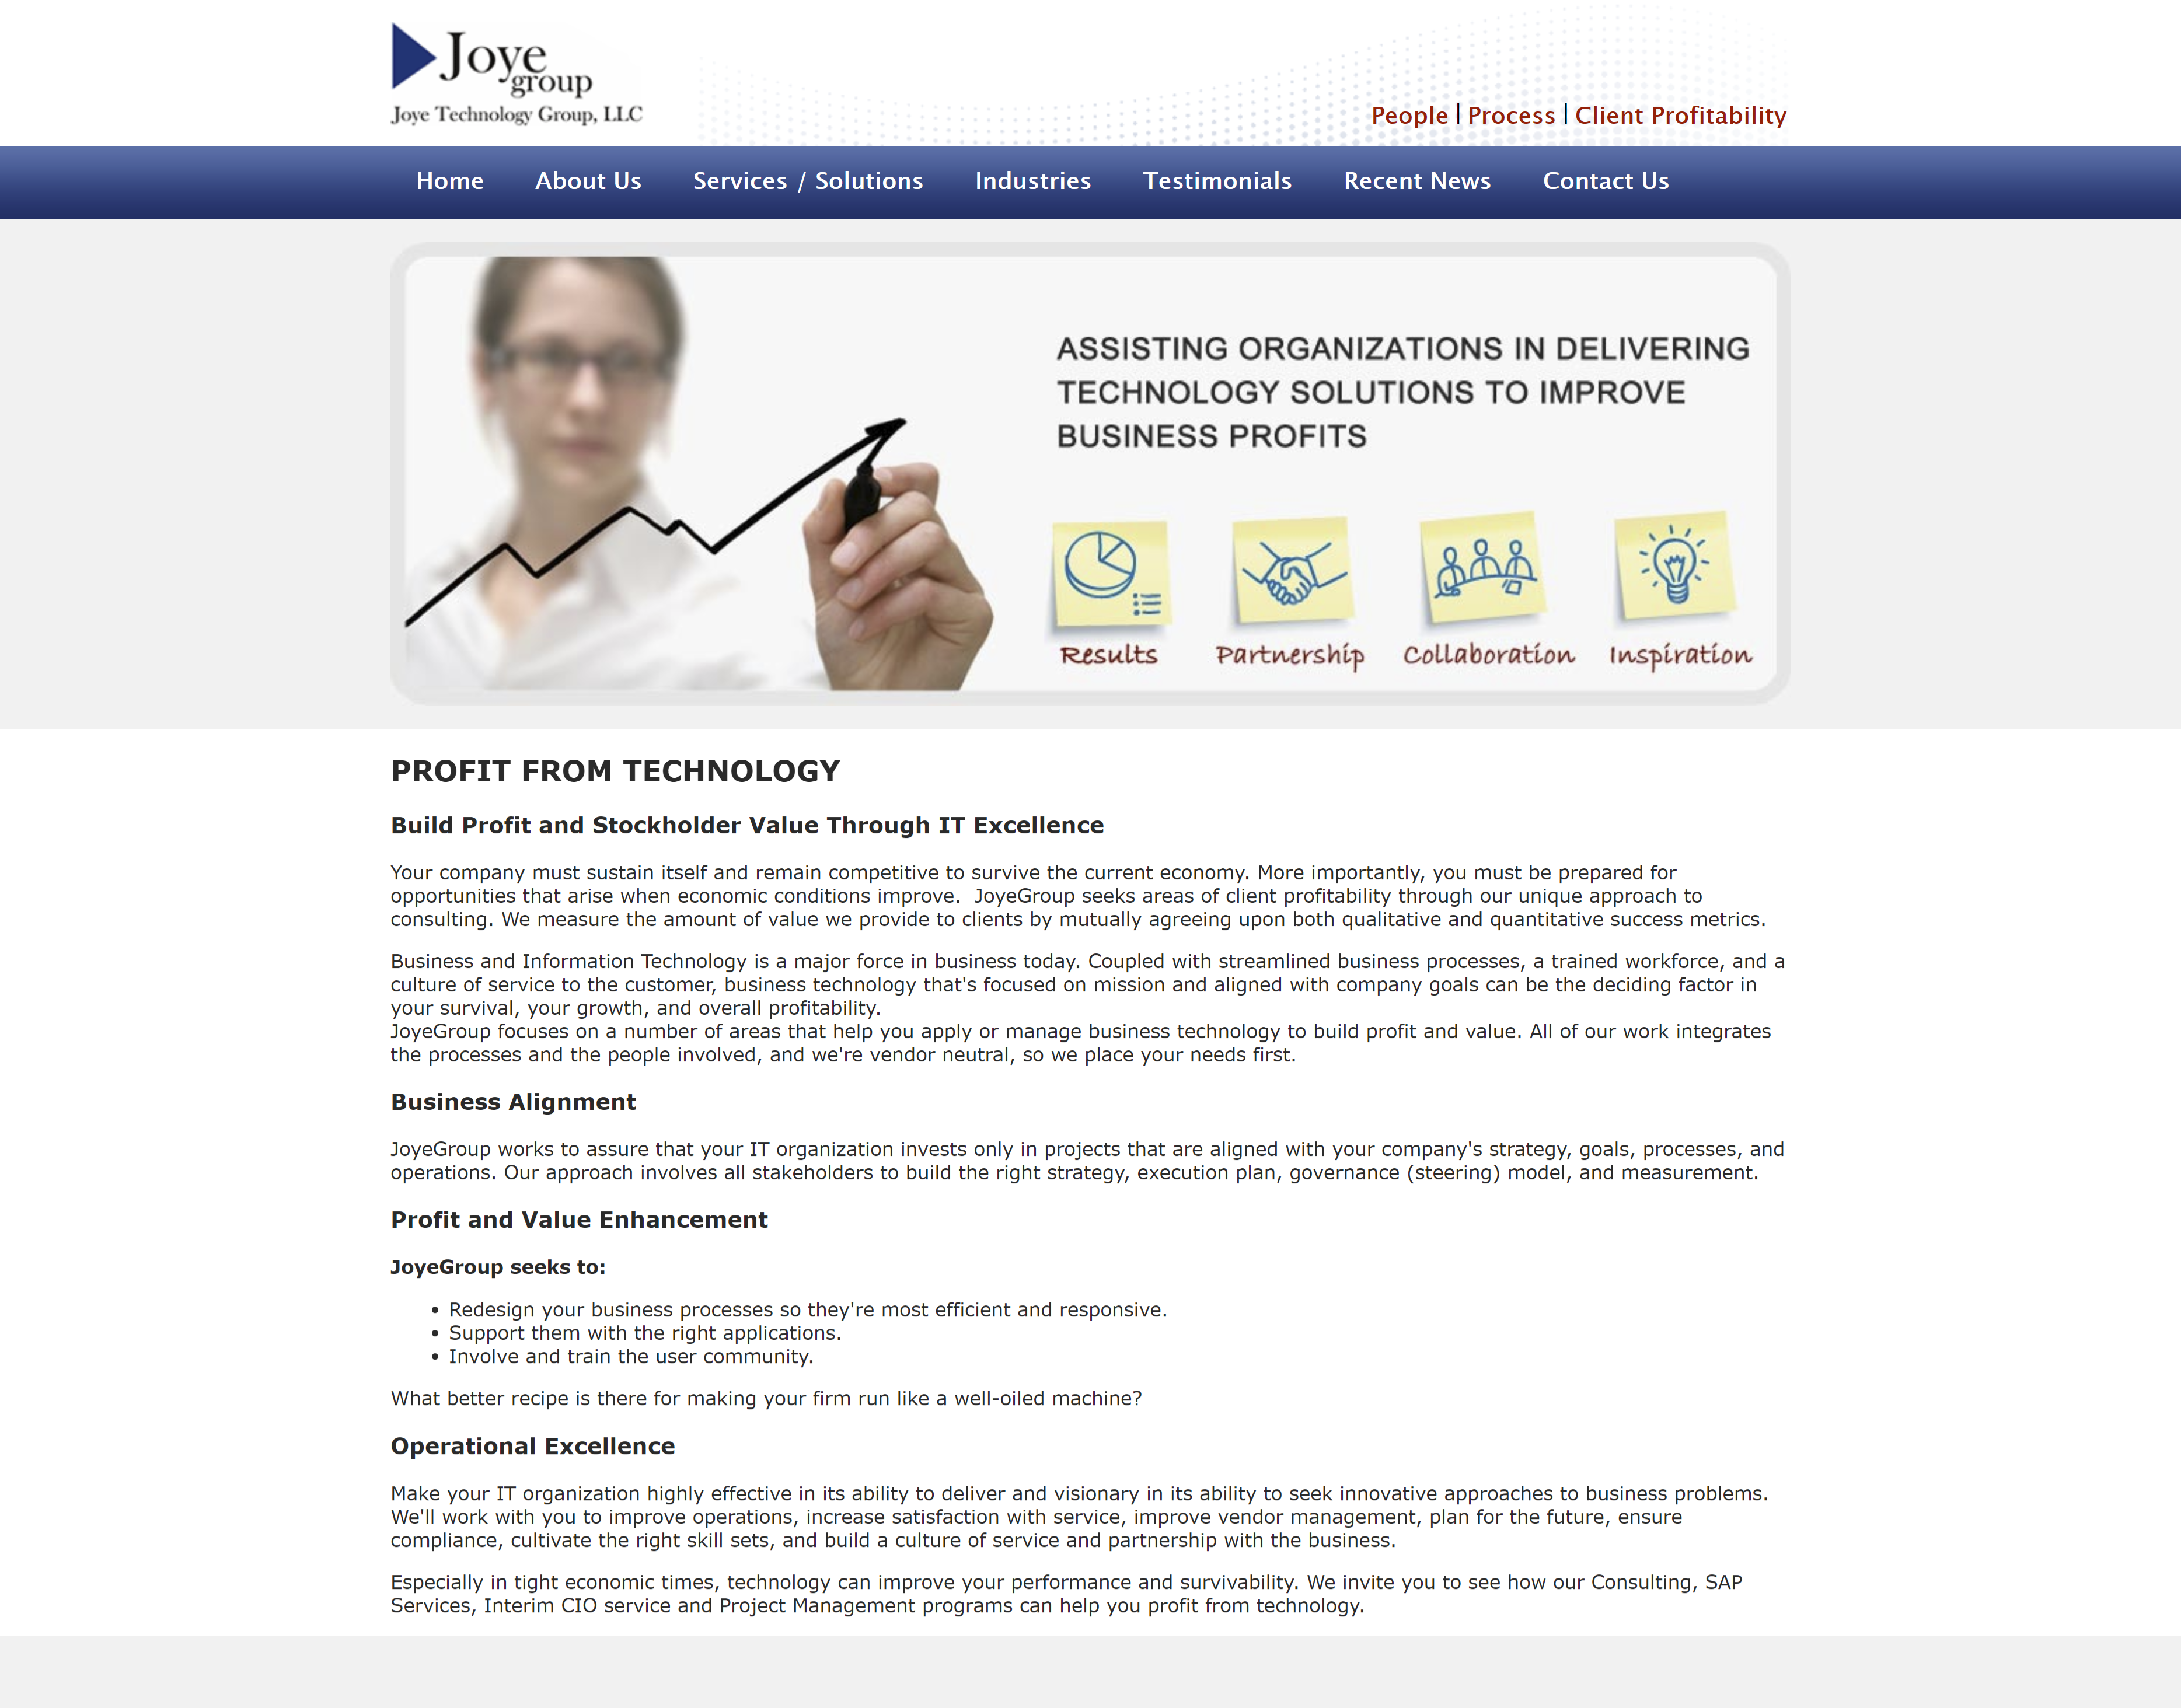 Joye
group
Joye Technology Group, LLC
People | Process | Client Profitability
Home About Us Services / Solutions Industries Testimonials Recent News Contact Us
ASSISTING ORGANIZATIONS IN DELIVERING
TECHNOLOGY SOLUTIONS TO IMPROVE
BUSINESS PROFITS
Results Partnership Collaboration Inspiration
PROFIT FROM TECHNOLOGY
Build Profit and Stockholder Value Through IT Excellence
Your company must sustain itself and remain competitive to survive the current economy. More importantly, you must be prepared for
opportunities that arise when economic conditions improve.  JoyeGroup seeks areas of client profitability through our unique approach to
consulting. We measure the amount of value we provide to clients by mutually agreeing upon both qualitative and quantitative success metrics.
Business and Information Technology is a major force in business today. Coupled with streamlined business processes, a trained workforce, and a
culture of service to the customer, business technology that's focused on mission and aligned with company goals can be the deciding factor in
your survival, your growth, and overall profitability.
JoyeGroup focuses on a number of areas that help you apply or manage business technology to build profit and value. All of our work integrates
the processes and the people involved, and we're vendor neutral, so we place your needs first.
Business Alignment
JoyeGroup works to assure that your IT organization invests only in projects that are aligned with your company's strategy, goals, processes, and
operations. Our approach involves all stakeholders to build the right strategy, execution plan, governance (steering) model, and measurement.
Profit and Value Enhancement
JoyeGroup seeks to:
• Redesign your business processes so they're most efficient and responsive.
• Support them with the right applications.
• Involve and train the user community.
What better recipe is there for making your firm run like a well-oiled machine?
Operational Excellence
Make your IT organization highly effective in its ability to deliver and visionary in its ability to seek innovative approaches to business problems.
We'll work with you to improve operations, increase satisfaction with service, improve vendor management, plan for the future, ensure
compliance, cultivate the right skill sets, and build a culture of service and partnership with the business.
Especially in tight economic times, technology can improve your performance and survivability. We invite you to see how our Consulting, SAP
Services, Interim CIO service and Project Management programs can help you profit from technology.